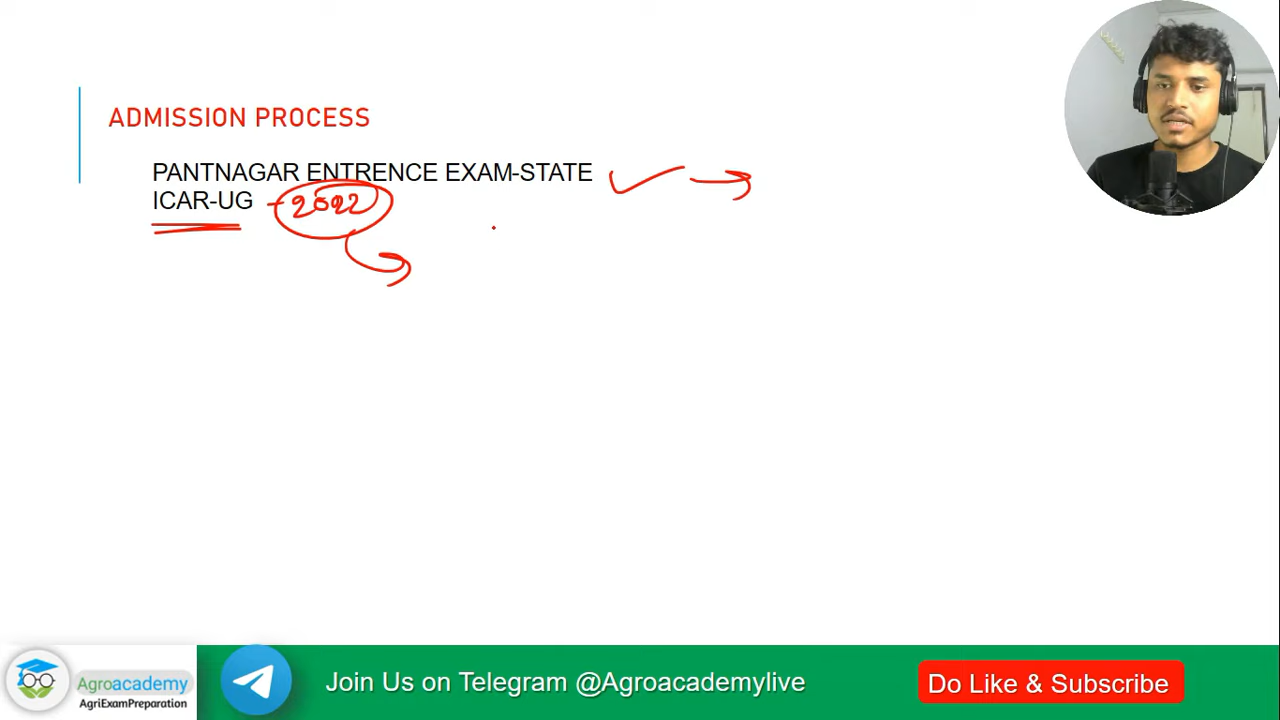 ADMISSION PROCESS
PANTNAGAR ENTRENCE EXAM-STATE
ICAR-UG - 2022
Agroacademy
AgriExamPreparation
Join Us on Telegram @Agroacademylive
Do Like & Subscribe